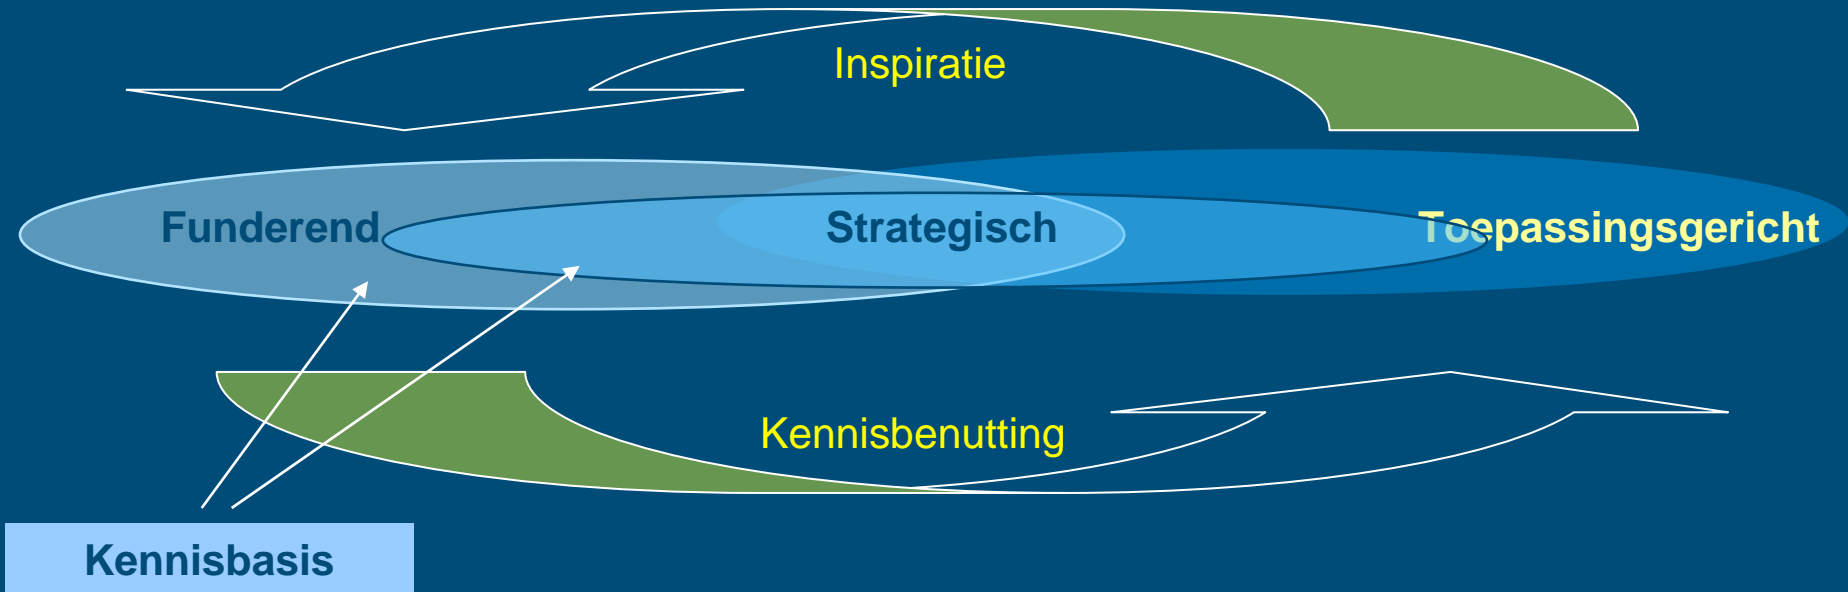 Inspiratie
Funderend
Strategisch
Toepassingsgericht
Kennisbenutting
Kennisbasis